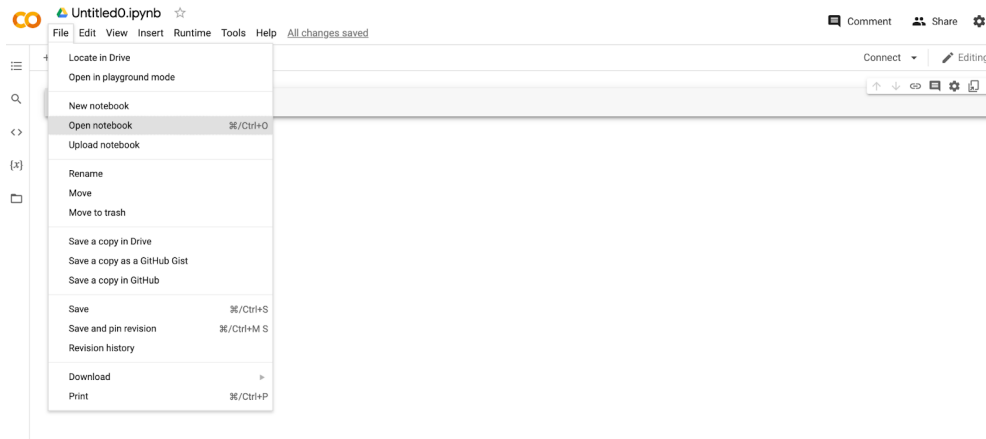 Untitled0.ipynb
File Edit View Insert Runtime Tools Help All changes saved
Comment Share
Connect Editing
Locate in Drive
Open in playground mode
New notebook
Open notebook ⌘/Ctrl+O
Upload notebook
Rename
Move
Move to trash
Save a copy in Drive
Save a copy as a GitHub Gist
Save a copy in GitHub
Save ⌘/Ctrl+S
Save and pin revision ⌘/Ctrl+M S
Revision history
Download
Print ⌘/Ctrl+P
{x}